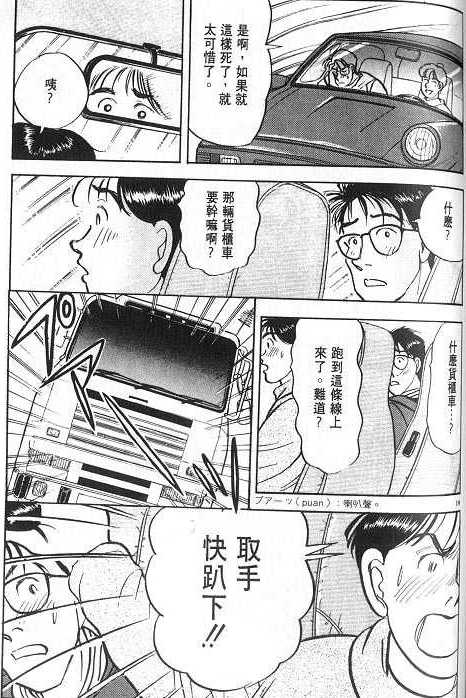 是啊，如果就
這樣死了，就
太可惜了。
咦？
什麼？
那輛貨櫃車
要幹嘛啊？
什麼貨櫃車…？
跑到這條線上
來了。難道？
プアーッ(puan)：喇叭聲。
取手
快趴下!!